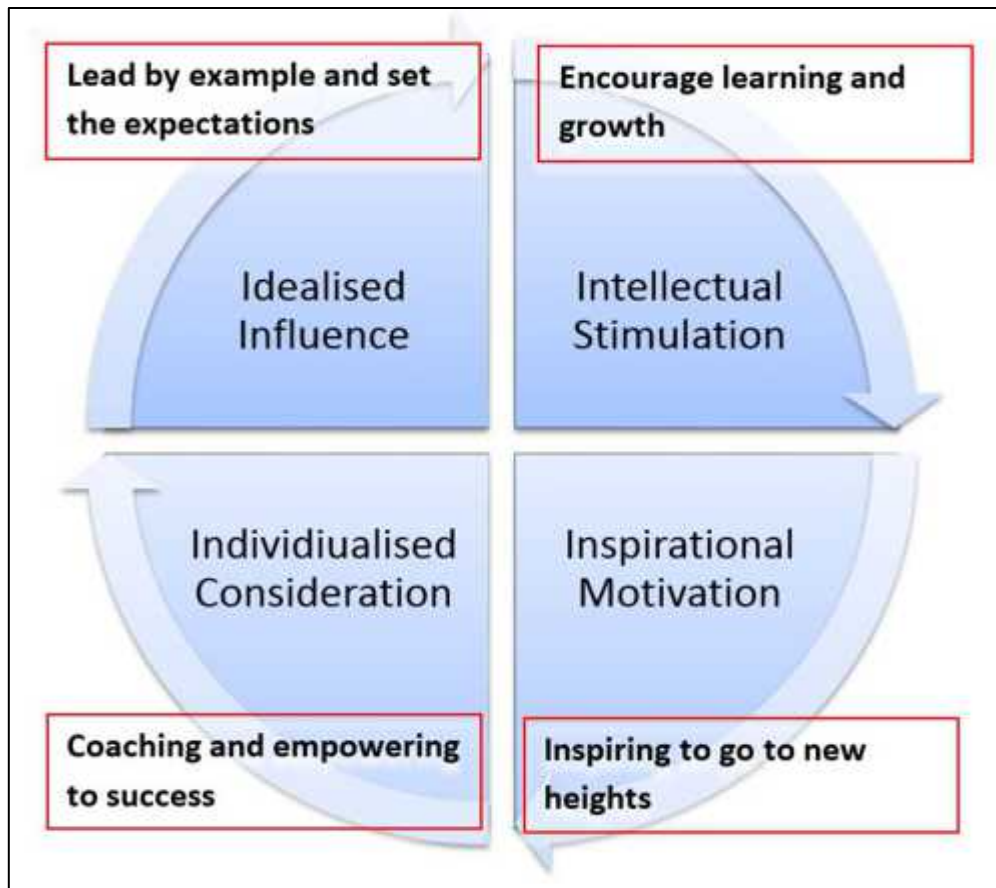 Lead by example and set
the expectations
Encourage learning and
growth
Idealised
Influence
Intellectual
Stimulation
Individiualised
Consideration
Inspirational
Motivation
Coaching and empowering
to success
Inspiring to go to new
heights